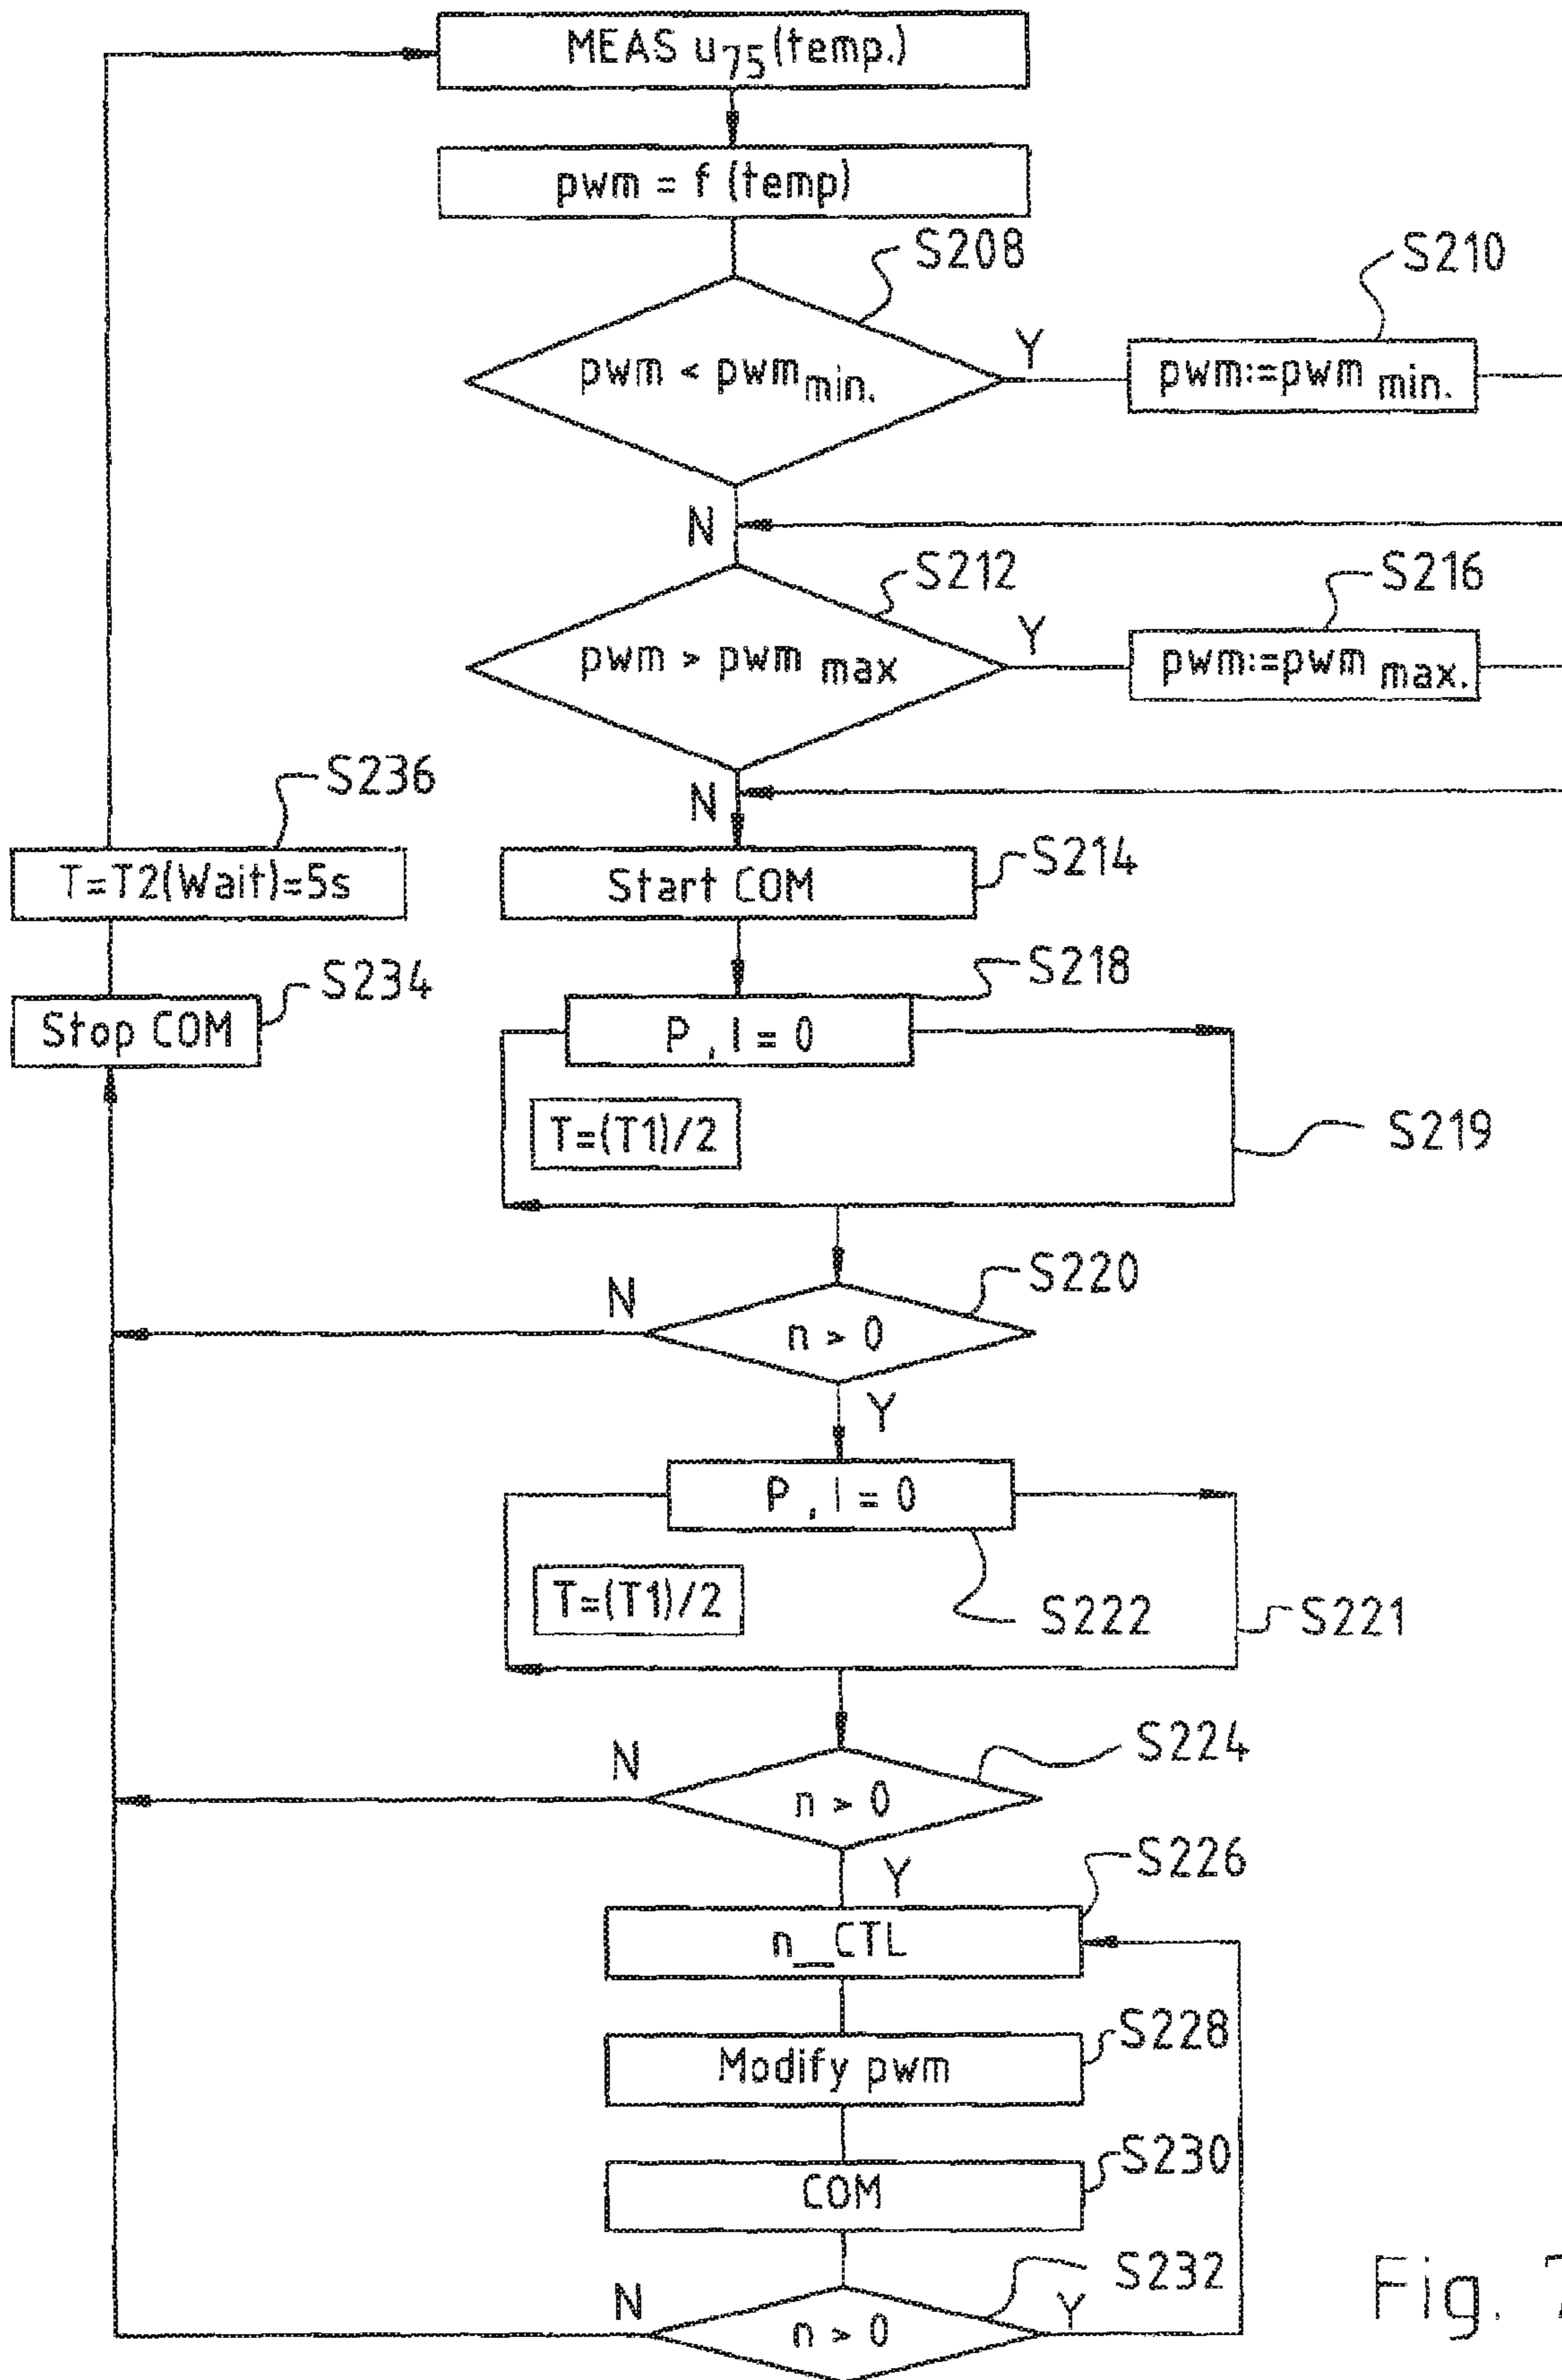 MEAS u75(temp.)
pwm = f (temp)
S208
S210
pwm < pwm min.
Y
pwm:=pwm min.
N
S212
S216
pwm > pwm max
Y
pwm:=pwm max.
S236
N
T=T2(Wait)=5s
Start COM
S214
S234
S218
Stop COM
P, I = 0
T=(T1)/2
S219
S220
N
n > 0
Y
P, I = 0
T=(T1)/2
S222
S221
S224
N
n > 0
Y
S226
n_CTL
S228
Modify pwm
S230
COM
S232
N
Y
n > 0
Fig.